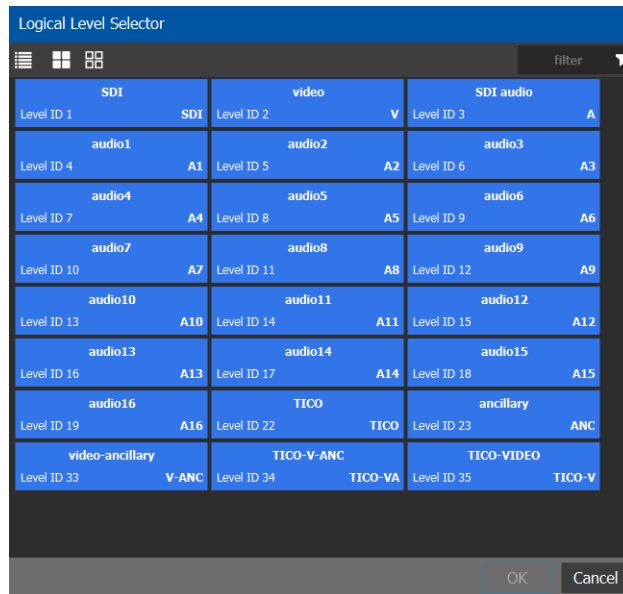 Logical Level Selector
filter
SDI video SDI audio
Level ID 1 SDI Level ID 2 V Level ID 3 A
audio1 audio2 audio3
Level ID 4 A1 Level ID 5 A2 Level ID 6 A3
audio4 audio5 audio6
Level ID 7 A4 Level ID 8 A5 Level ID 9 A6
audio7 audio8 audio9
Level ID 10 A7 Level ID 11 A8 Level ID 12 A9
audio10 audio11 audio12
Level ID 13 A10 Level ID 14 A11 Level ID 15 A12
audio13 audio14 audio15
Level ID 16 A13 Level ID 17 A14 Level ID 18 A15
audio16 TICO ancillary
Level ID 19 A16 Level ID 22 TICO Level ID 23 ANC
video-ancillary TICO-V-ANC TICO-VIDEO
Level ID 33 V-ANC Level ID 34 TICO-VA Level ID 35 TICO-V
OK Cancel